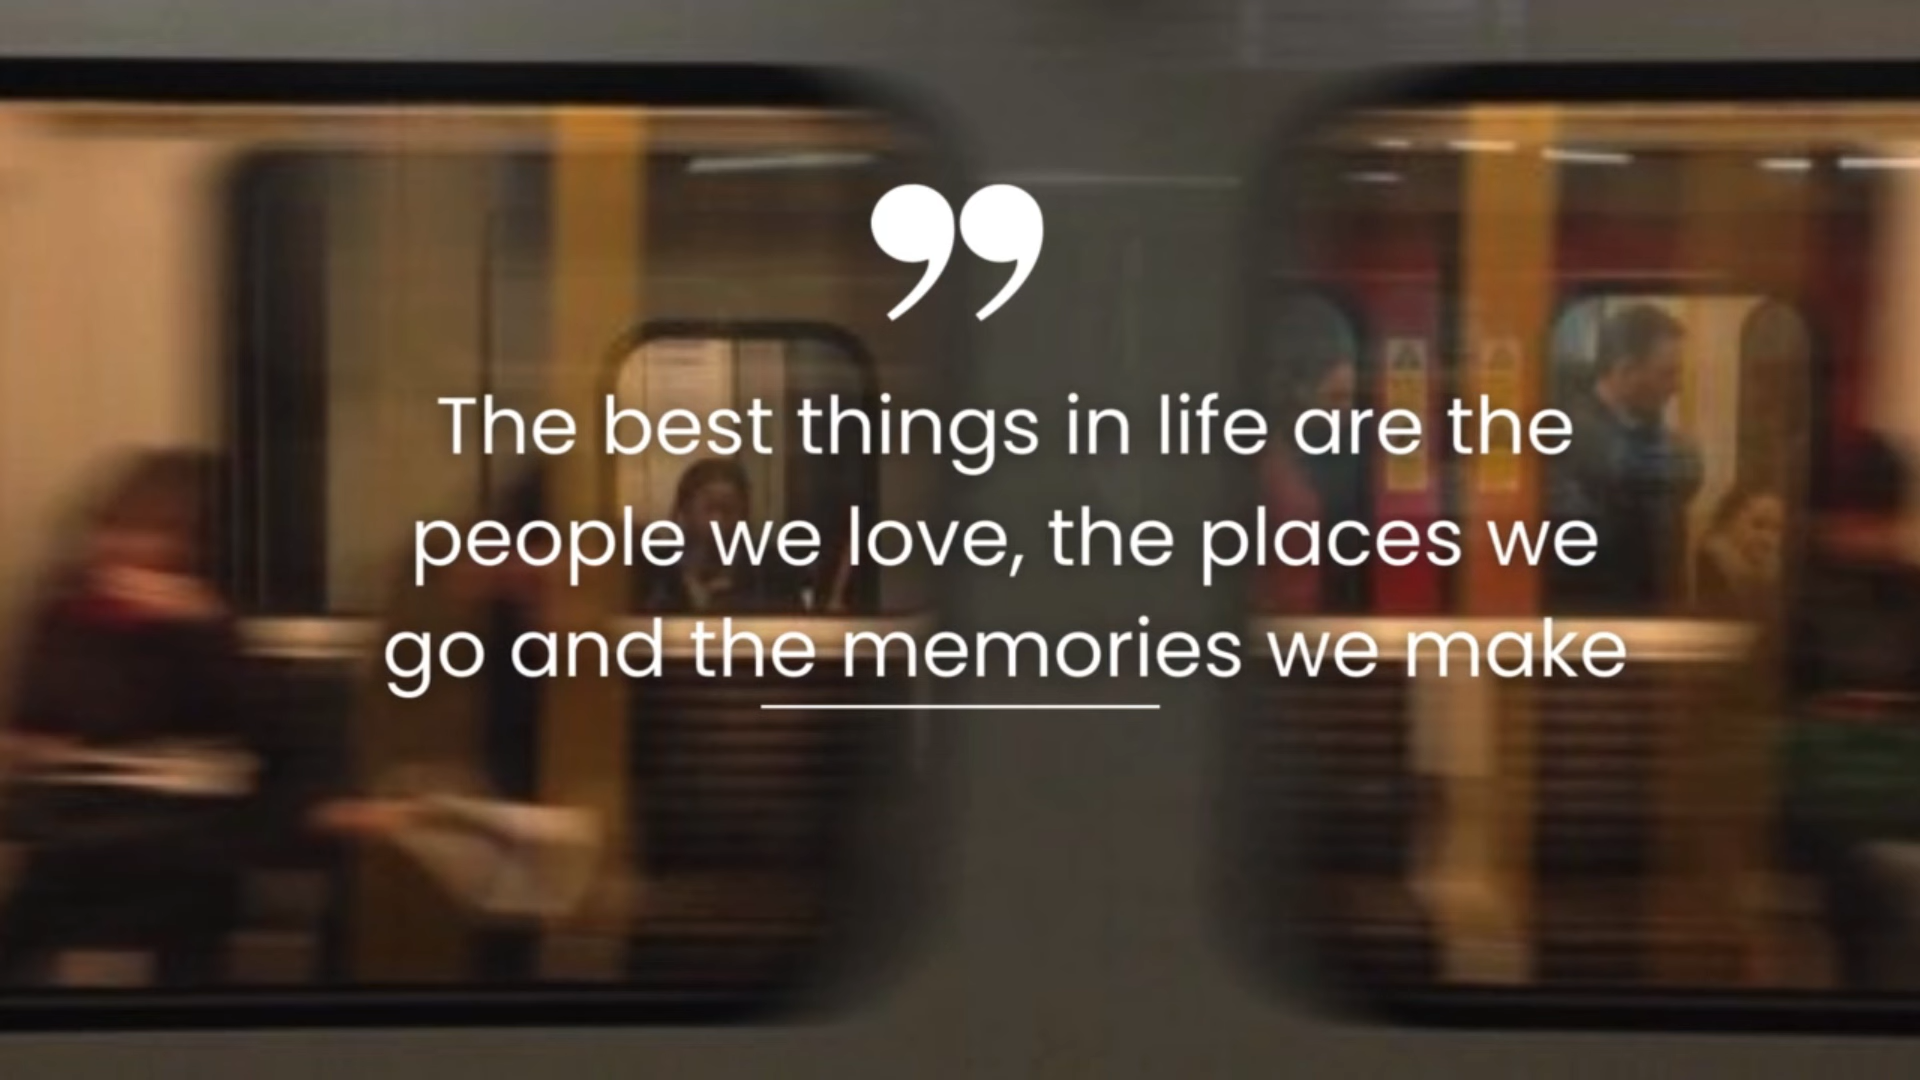 ”
The best things in life are the
people we love, the places we
go and the memories we make